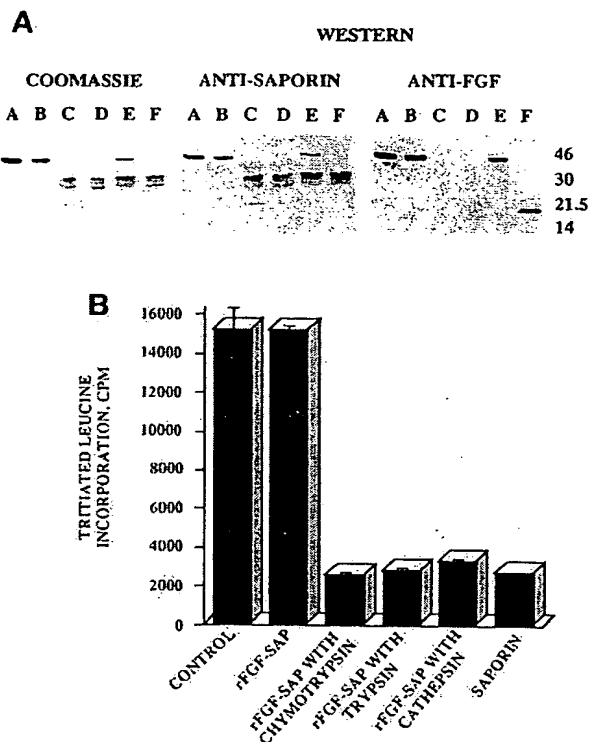 A
WESTERN
COOMASSIE ANTI-SAPORIN ANTI-FGF
A B C D E F A B C D E F A B C D E F
46
30
21.5
14
B
TRITIATED LEUCINE
INCORPORATION, CPM
16000
14000
12000
10000
8000
6000
4000
2000
0
CONTROL
rFGF-SAP
rFGF-SAP WITH
CHYMOTRYPSIN
rFGF-SAP WITH
TRYPSIN
rFGF-SAP WITH
CATHEPSIN
SAPORIN